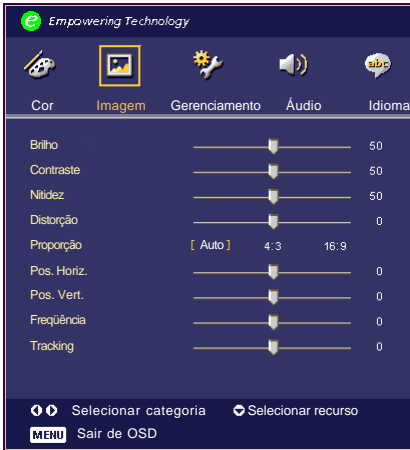 e Empowering Technology
abc
Cor Imagem Gerenciamento Áudio Idioma
Brilho 50
Contraste 50
Nitidez 50
Distorção 0
Proporção [ Auto ] 4:3 16:9
Pos. Horiz. 0
Pos. Vert. 0
Freqüência 0
Tracking 0
Selecionar categoria Selecionar recurso
MENU Sair de OSD